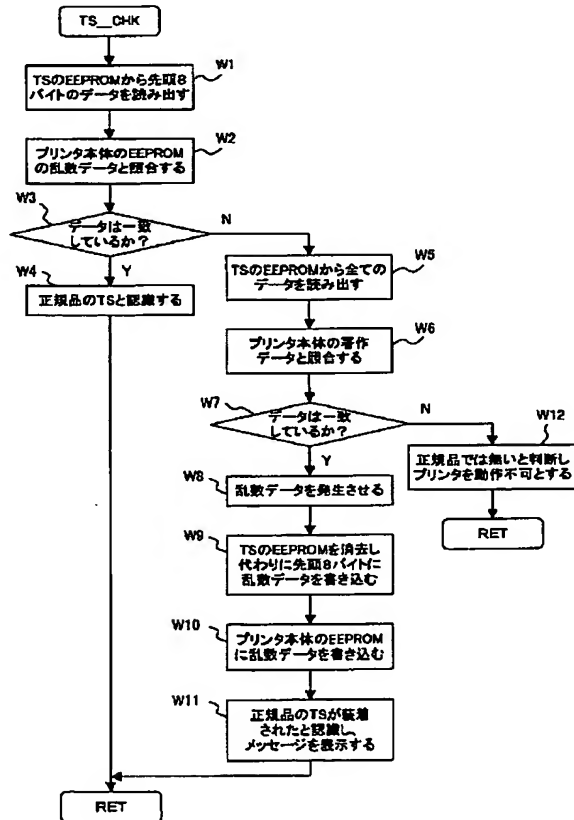 TS_CHK
W1
TSのEEPROMから先頭8
バイトのデータを読み出す
W2
プリンタ本体のEEPROM
の乱数データと照合する
W3
データは一致
しているか?
N
Y
W4
正規品のTSと認識する
W5
TSのEEPROMから全ての
データを読み出す
W6
プリンタ本体の著作
データと照合する
W7
データは一致
しているか?
N
Y
W12
正規品では無いと判断し
プリンタを動作不可とする
RET
W8
乱数データを発生させる
W9
TSのEEPROMを消去し
代わりに先頭8バイトに
乱数データを書き込む
W10
プリンタ本体のEEPROM
に乱数データを書き込む
W11
正規品のTSが装着
されたと認識し、
メッセージを表示する
RET